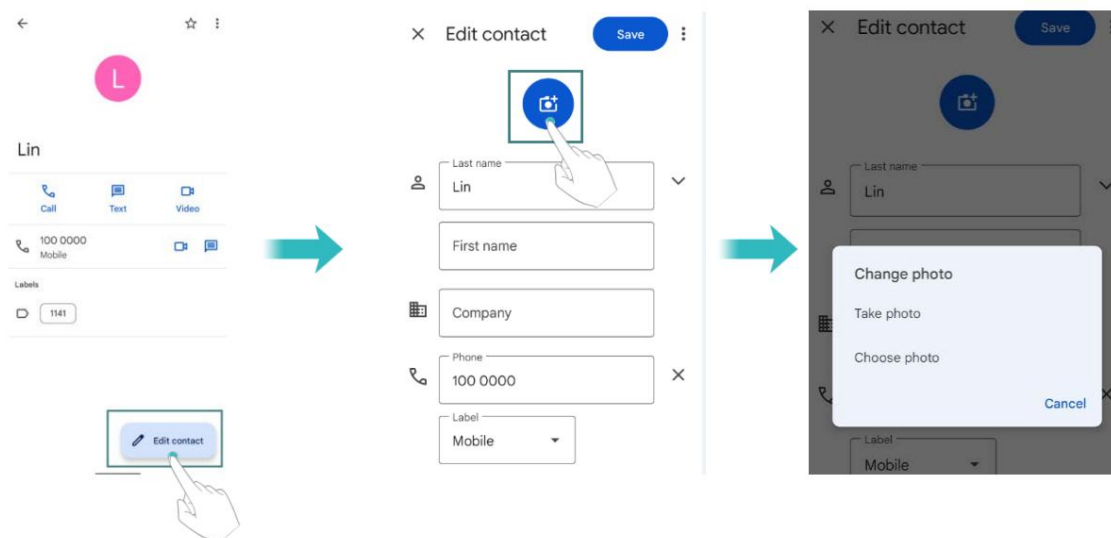 L
Lin
Call Text Video
100 0000
Mobile
Labels
1141
Edit contact
Edit contact Save
Last name
Lin
First name
Company
Phone
100 0000
Label
Mobile
Edit contact Save
Last name
Lin
Change photo
Take photo
Choose photo
Cancel
Label
Mobile